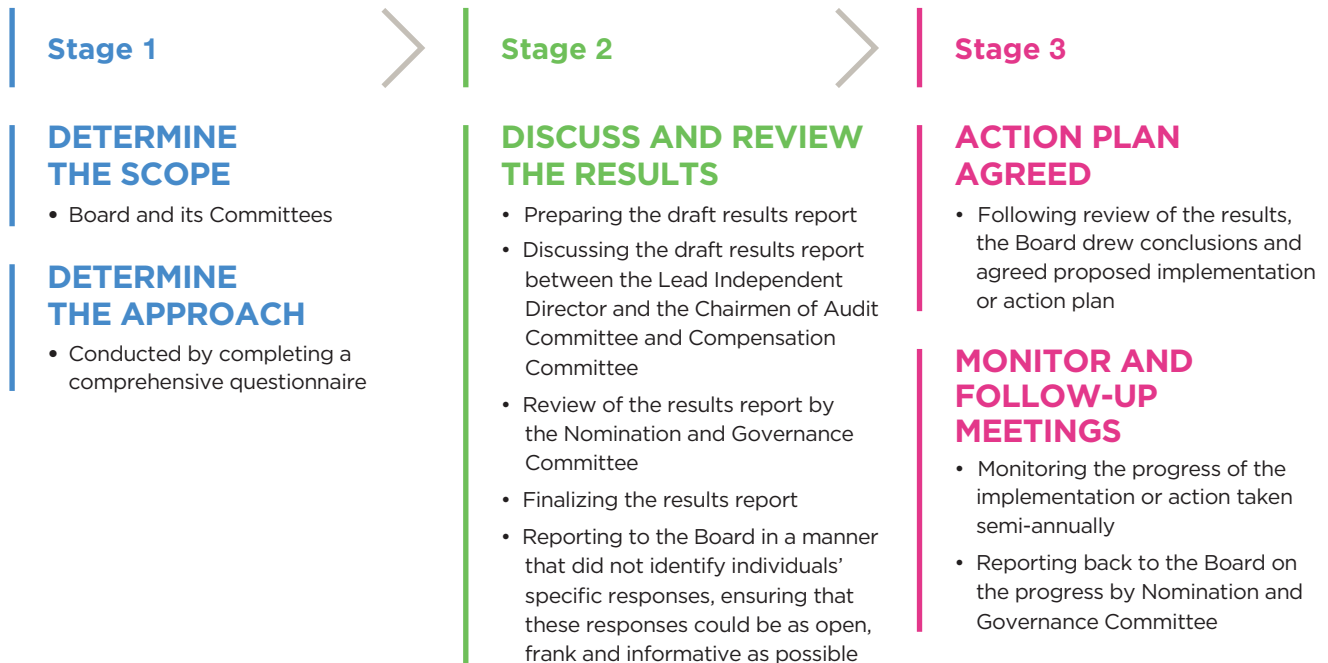 Stage 1
DETERMINE
THE SCOPE
• Board and its Committees
DETERMINE
THE APPROACH
• Conducted by completing a
comprehensive questionnaire
Stage 2
DISCUSS AND REVIEW
THE RESULTS
• Preparing the draft results report
• Discussing the draft results report
between the Lead Independent
Director and the Chairmen of Audit
Committee and Compensation
Committee
• Review of the results report by
the Nomination and Governance
Committee
• Finalizing the results report
• Reporting to the Board in a manner
that did not identify individuals’
specific responses, ensuring that
these responses could be as open,
frank and informative as possible
Stage 3
ACTION PLAN
AGREED
• Following review of the results,
the Board drew conclusions and
agreed proposed implementation
or action plan
MONITOR AND
FOLLOW-UP
MEETINGS
• Monitoring the progress of the
implementation or action taken
semi-annually
• Reporting back to the Board on
the progress by Nomination and
Governance Committee